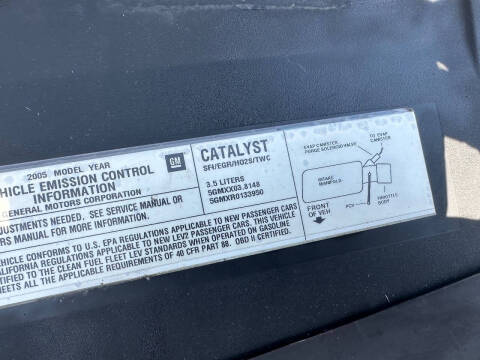 2005 MODEL YEAR
HICLE EMISSION CONTROL
INFORMATION
GENERAL MOTORS CORPORATION
GM
CATALYST
SFI/EGR/HO2S/TWC
3.5 LITERS
5GMXX03.8148
5GMXR0133950
DJUSTMENTS NEEDED. SEE SERVICE MANUAL OR
RS MANUAL FOR MORE INFORMATION.
VEHICLE CONFORMS TO U.S. EPA REGULATIONS APPLICABLE TO NEW PASSENGER CARS
ALIFORNIA REGULATIONS APPLICABLE TO NEW LEV2 PASSENGER CARS. THIS VEHICLE
TIFIED TO THE CLEAN FUEL FLEET LEV STANDARDS WHEN OPERATED ON GASOLINE
EETS ALL THE APPLICABLE REQUIREMENTS OF 40 CFR PART 88. OBD II CERTIFIED.
TO EVAP
CANISTER
EVAP CANISTER
PURGE SOLENOID VALVE
INTAKE
MANIFOLD
FRONT
OF VEH
PCV
THROTTLE
BODY